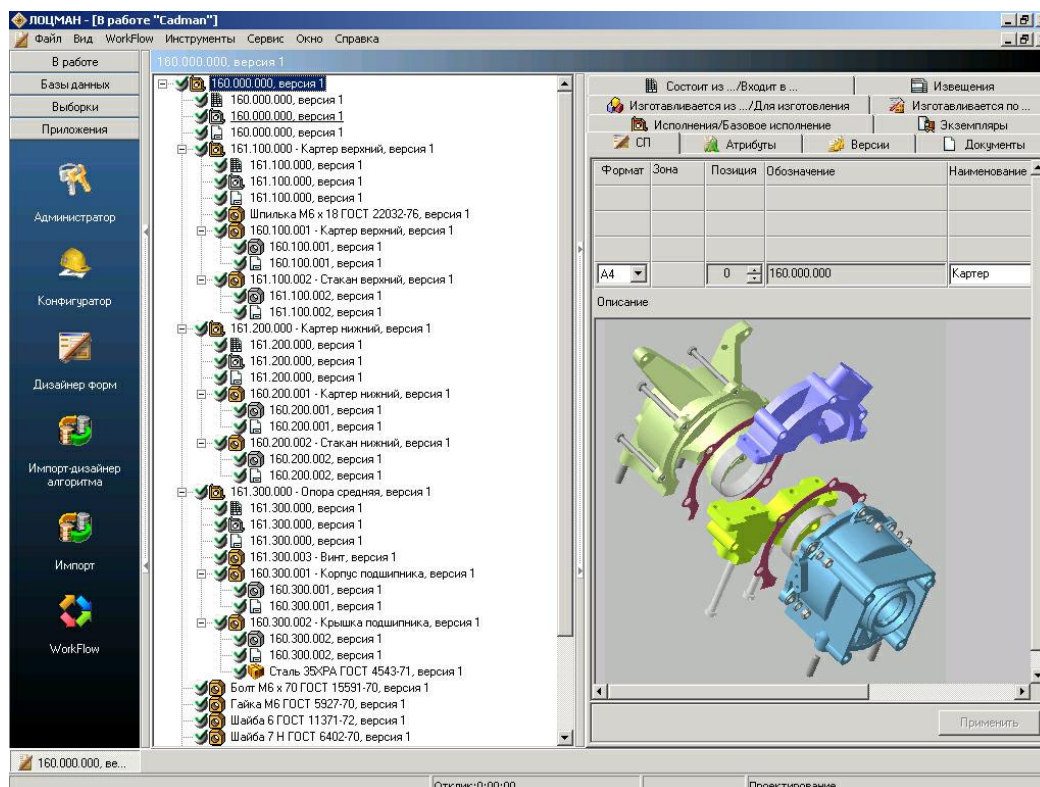 ЛОЦМАН - [В работе "Cadman"]
Файл Вид WorkFlow Инструменты Сервис Окно Справка
В работе
Базы данных
Выборки
Приложения
Администратор
Конфигуратор
Дизайнер форм
Импорт-дизайнер
алгоритма
Импорт
WorkFlow
160.000.000, версия 1
160.000.000, версия 1
160.000.000, версия 1
160.000.000, версия 1
160.000.000, версия 1
161.100.000 - Картер верхний, версия 1
161.100.000, версия 1
161.100.000, версия 1
161.100.000, версия 1
Шпилька М6 х 18 ГОСТ 22032-76, версия 1
160.100.001 - Картер верхний, версия 1
160.100.001, версия 1
160.100.001, версия 1
161.100.002 - Стакан верхний, версия 1
161.100.002, версия 1
161.100.002, версия 1
161.200.000 - Картер нижний, версия 1
161.200.000, версия 1
161.200.000, версия 1
161.200.000, версия 1
160.200.001 - Картер нижний, версия 1
160.200.001, версия 1
160.200.001, версия 1
160.200.002 - Стакан нижний, версия 1
160.200.002, версия 1
160.200.002, версия 1
161.300.000 - Опора средняя, версия 1
161.300.000, версия 1
161.300.000, версия 1
161.300.000, версия 1
161.300.003 - Винт, версия 1
160.300.001 - Корпус подшипника, версия 1
160.300.001, версия 1
160.300.001, версия 1
160.300.002 - Крышка подшипника, версия 1
160.300.002, версия 1
160.300.002, версия 1
Сталь 35ХРА ГОСТ 4543-71, версия 1
Болт М6 х 70 ГОСТ 15591-70, версия 1
Гайка М6 ГОСТ 5927-70, версия 1
Шайба 6 ГОСТ 11371-72, версия 1
Шайба 7 Н ГОСТ 6402-70, версия 1
Состоит из .../Входит в ... Извещения
Изготавливается из .../Для изготовления Изготавливается по ...
Исполнения/Базовое исполнение Экземпляры
СП Атрибуты Версии Документы
Формат Зона Позиция Обозначение Наименование
А4 0 160.000.000 Картер
Описание
Применить
160.000.000, ве...
Отклик:0:00:00 Проектирование